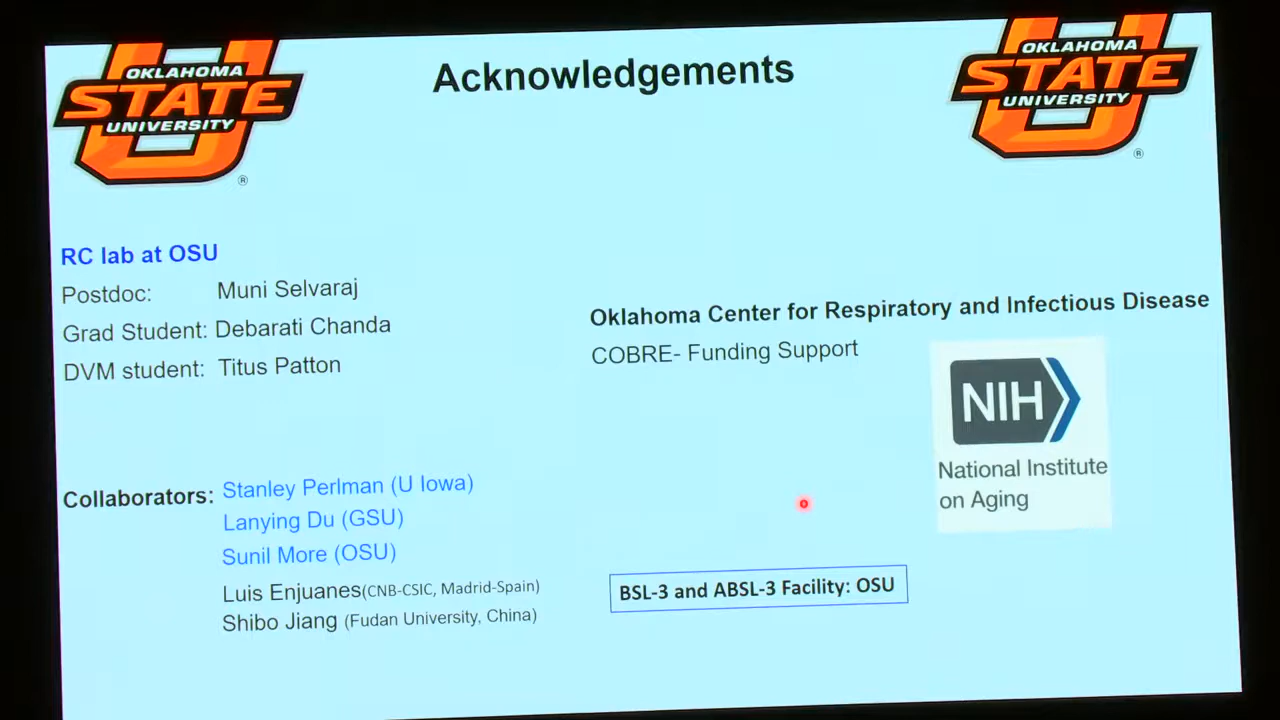 OKLAHOMA
STATE
UNIVERSITY
®
Acknowledgements
OKLAHOMA
STATE
UNIVERSITY
®
RC lab at OSU
Postdoc: Muni Selvaraj
Grad Student: Debarati Chanda
DVM student: Titus Patton
Oklahoma Center for Respiratory and Infectious Disease
COBRE- Funding Support
NIH
National Institute
on Aging
Collaborators: Stanley Perlman (U Iowa)
Lanying Du (GSU)
Sunil More (OSU)
Luis Enjuanes(CNB-CSIC, Madrid-Spain)
Shibo Jiang (Fudan University, China)
BSL-3 and ABSL-3 Facility: OSU